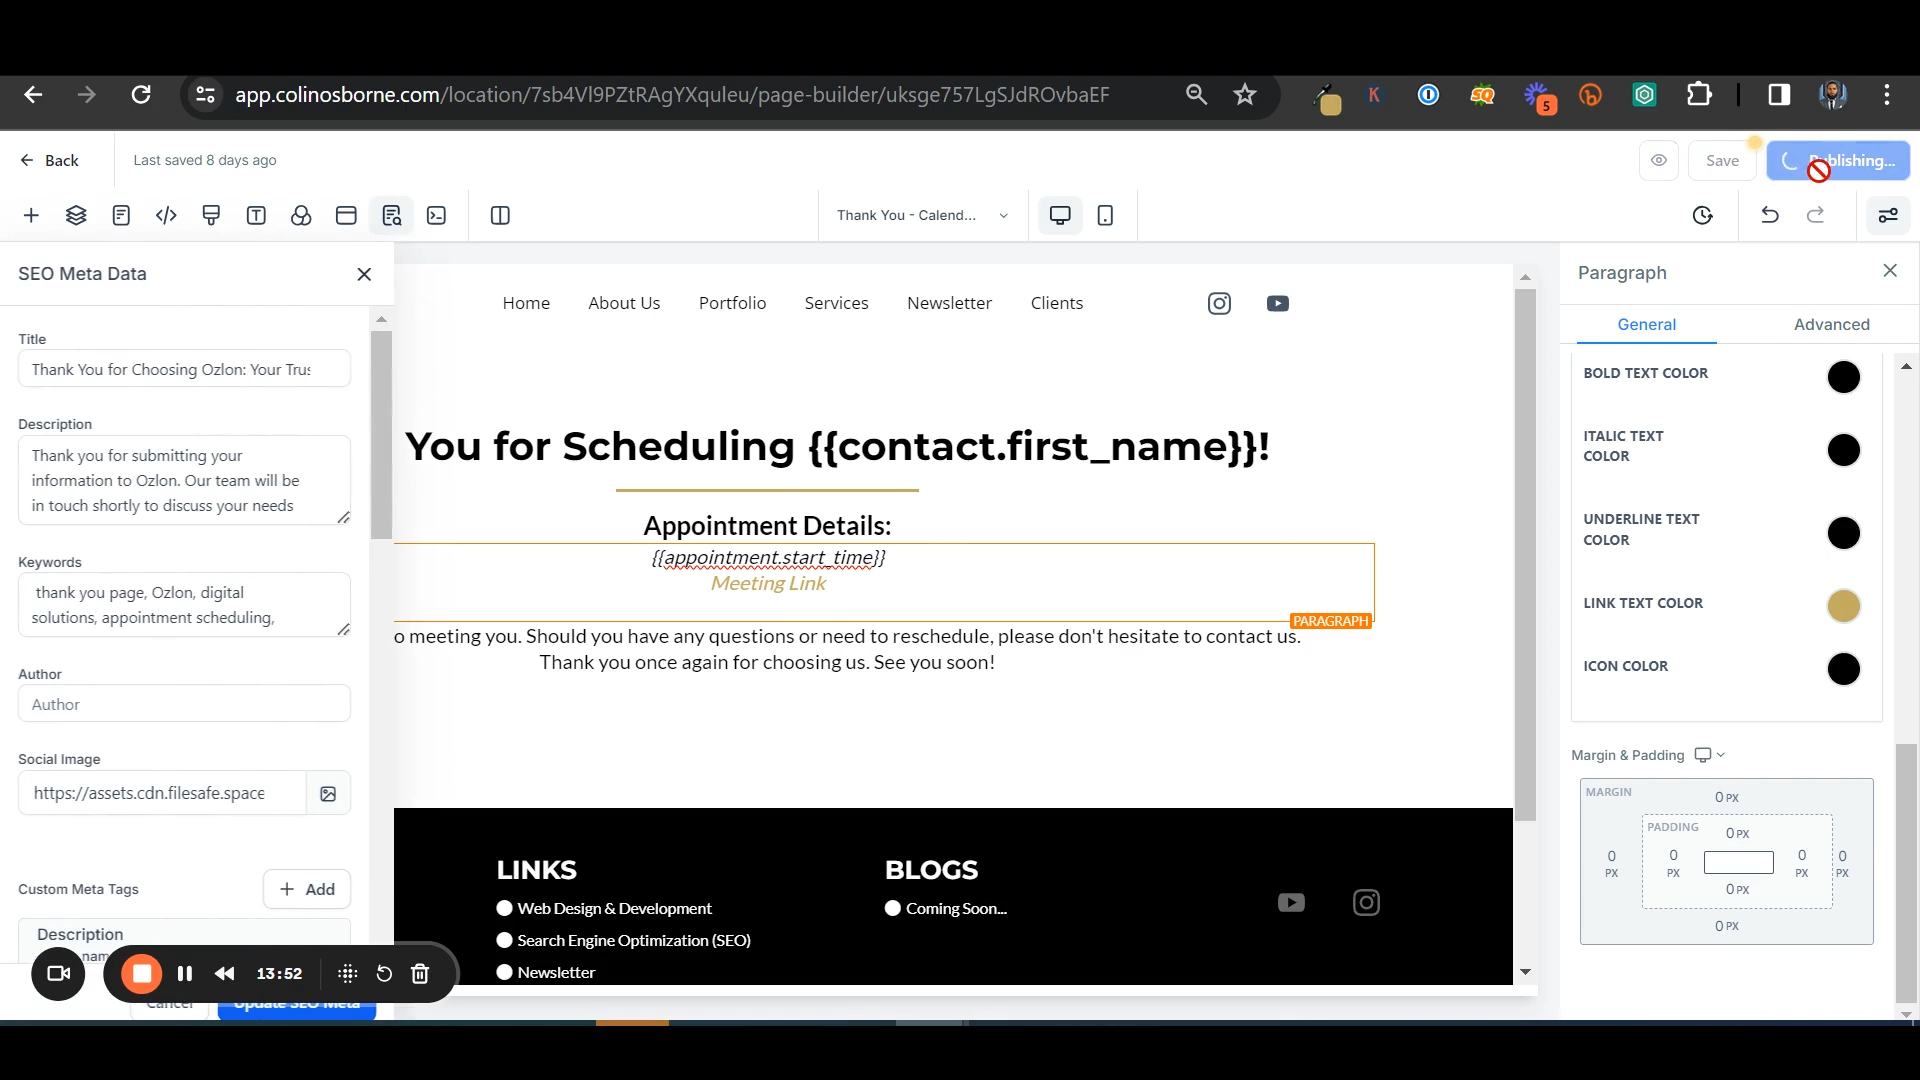 app.colinosborne.com/location/7sb4Vl9PZtRAgYXquleu/page-builder/uksge757LgSJdROvbaEF
K
SQ
5
b
Back
Last saved 8 days ago
Save
Publishing...
Thank You - Calend...
SEO Meta Data
Title
Thank You for Choosing Ozlon: Your Trus
Description
Thank you for submitting your
information to Ozlon. Our team will be
in touch shortly to discuss your needs
Keywords
thank you page, Ozlon, digital
solutions, appointment scheduling,
Author
Author
Social Image
https://assets.cdn.filesafe.space
Custom Meta Tags
Add
Description
nam
13:52
Cancel
Update SEO Meta
Home
About Us
Portfolio
Services
Newsletter
Clients
You for Scheduling {{contact.first_name}}!
Appointment Details:
{{appointment.start_time}}
Meeting Link
PARAGRAPH
o meeting you. Should you have any questions or need to reschedule, please don't hesitate to contact us.
Thank you once again for choosing us. See you soon!
LINKS
Web Design & Development
Search Engine Optimization (SEO)
Newsletter
BLOGS
Coming Soon...
Paragraph
General
Advanced
BOLD TEXT COLOR
ITALIC TEXT
COLOR
UNDERLINE TEXT
COLOR
LINK TEXT COLOR
ICON COLOR
Margin & Padding
MARGIN
0 PX
PADDING
0 PX
0
PX
0
PX
0
PX
0
PX
0 PX
0 PX